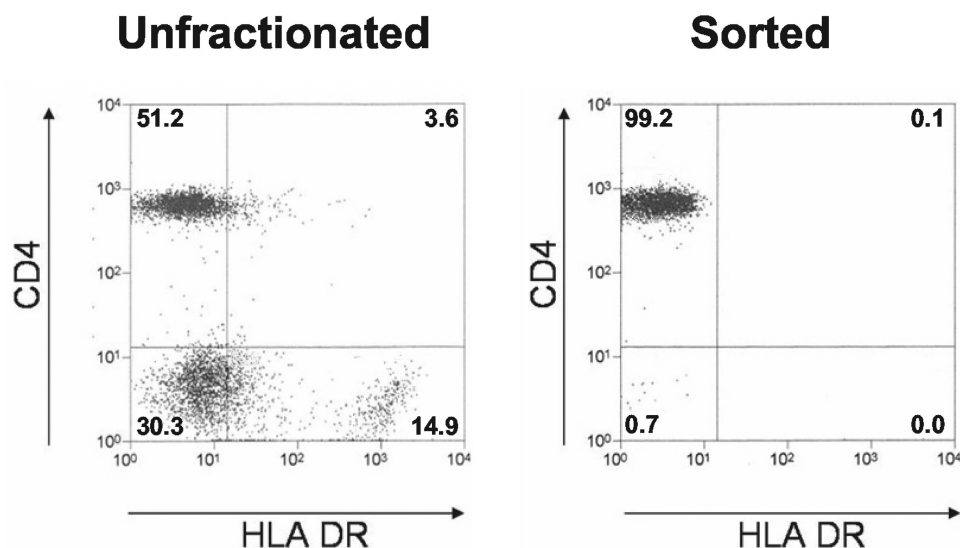 Unfractionated
Sorted
10⁴
51.2
3.6
10³
10²
10¹
30.3
14.9
10⁰
10⁰ 10¹ 10² 10³ 10⁴
CD4
HLA DR
10⁴
99.2
0.1
10³
10²
10¹
0.7
0.0
10⁰
10⁰ 10¹ 10² 10³ 10⁴
CD4
HLA DR